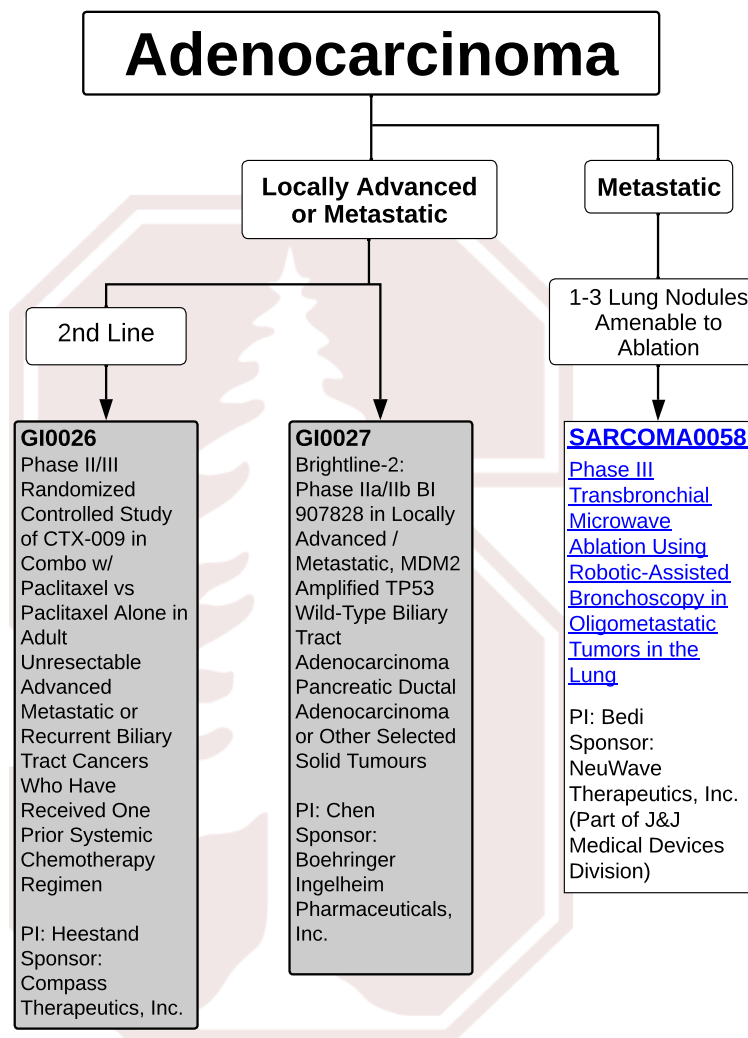 Adenocarcinoma
Locally Advanced
or Metastatic
Metastatic
2nd Line
1-3 Lung Nodules
Amenable to
Ablation
GI0026
Phase II/III
Randomized
Controlled Study
of CTX-009 in
Combo w/
Paclitaxel vs
Paclitaxel Alone in
Adult
Unresectable
Advanced
Metastatic or
Recurrent Biliary
Tract Cancers
Who Have
Received One
Prior Systemic
Chemotherapy
Regimen
PI: Heestand
Sponsor:
Compass
Therapeutics, Inc.
GI0027
Brightline-2:
Phase IIa/IIb BI
907828 in Locally
Advanced /
Metastatic, MDM2
Amplified TP53
Wild-Type Biliary
Tract
Adenocarcinoma
Pancreatic Ductal
Adenocarcinoma
or Other Selected
Solid Tumours
PI: Chen
Sponsor:
Boehringer
Ingelheim
Pharmaceuticals,
Inc.
SARCOMA0058
Phase III
Transbronchial
Microwave
Ablation Using
Robotic-Assisted
Bronchoscopy in
Oligometastatic
Tumors in the
Lung
PI: Bedi
Sponsor:
NeuWave
Therapeutics, Inc.
(Part of J&J
Medical Devices
Division)